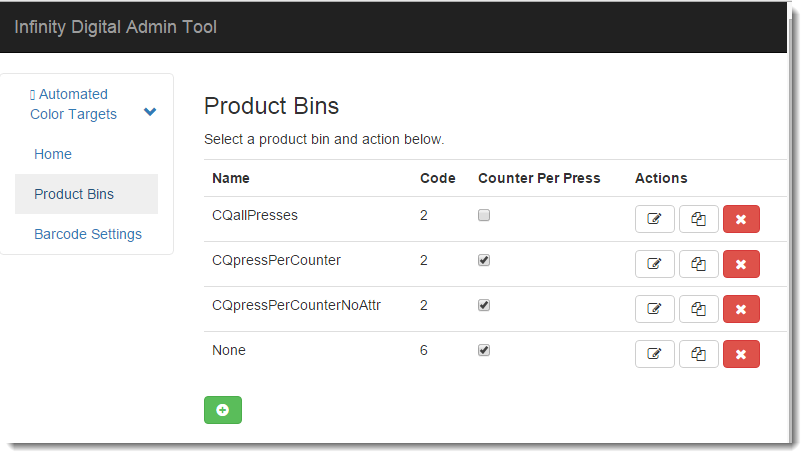 Infinity Digital Admin Tool
Automated
Color Targets
Home
Product Bins
Barcode Settings
Product Bins
Select a product bin and action below.
Name Code Counter Per Press Actions
CQallPresses 2
CQpressPerCounter 2
CQpressPerCounterNoAttr 2
None 6